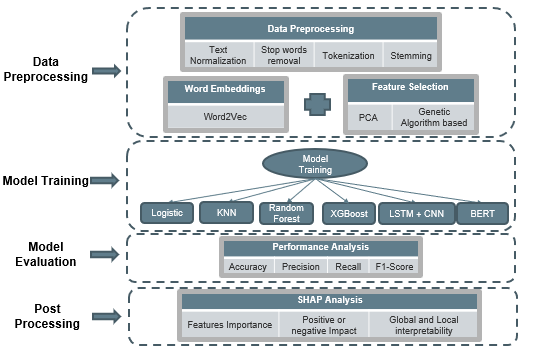 Data Preprocessing
Data
Preprocessing
Text
Normalization
Stop words
removal
Tokenization
Stemming
Word Embeddings
Word2Vec
Feature Selection
PCA
Genetic
Algorithm based
Model Training
Model
Training
Logistic
KNN
Random
Forest
XGBoost
LSTM + CNN
BERT
Model
Evaluation
Performance Analysis
Accuracy
Precision
Recall
F1-Score
Post
Processing
SHAP Analysis
Features Importance
Positive or
negative Impact
Global and Local
interpretability